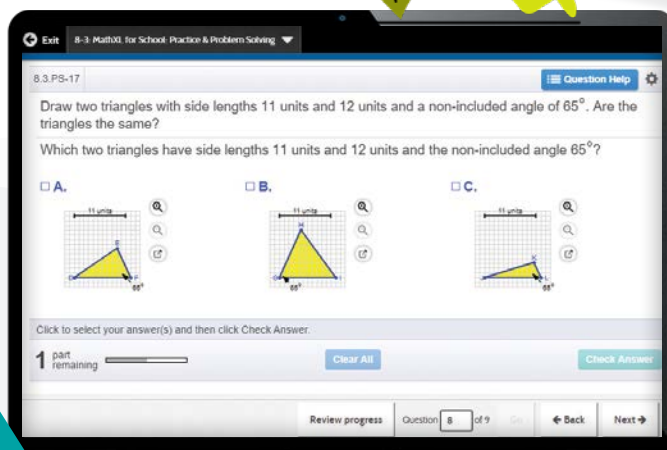 Exit 8-3: MathXL for School: Practice & Problem Solving
8.3.PS-17
Question Help
Draw two triangles with side lengths 11 units and 12 units and a non-included angle of 65°. Are the
triangles the same?
Which two triangles have side lengths 11 units and 12 units and the non-included angle 65°?
A. B. C.
11 units 11 units 11 units
E H K
D F G I J L
65° 65° 65°
Click to select your answer(s) and then click Check Answer.
1 part remaining
Clear All
Check Answer
Review progress Question 8 of 9 Go Back Next